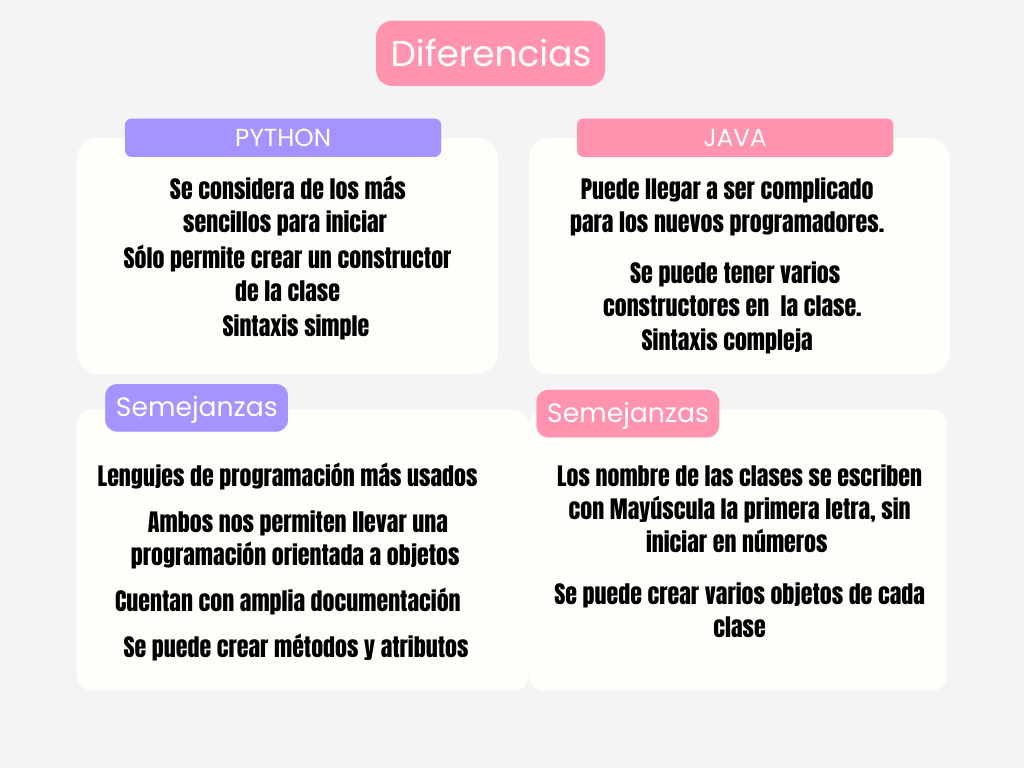 Diferencias
PYTHON
Se considera de los más
sencillos para iniciar
Sólo permite crear un constructor
de la clase
Sintaxis simple
JAVA
Puede llegar a ser complicado
para los nuevos programadores.
Se puede tener varios
constructores en  la clase.
Sintaxis compleja
Semejanzas
Lengujes de programación más usados
Ambos nos permiten llevar una
programación orientada a objetos
Cuentan con amplia documentación
Se puede crear métodos y atributos
Semejanzas
Los nombre de las clases se escriben
con Mayúscula la primera letra, sin
iniciar en números
Se puede crear varios objetos de cada
clase